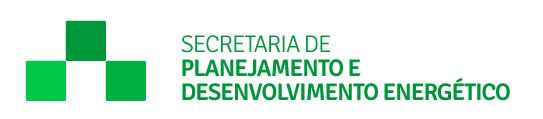 SECRETARIA DE
PLANEJAMENTO E
DESENVOLVIMENTO ENERGÉTICO